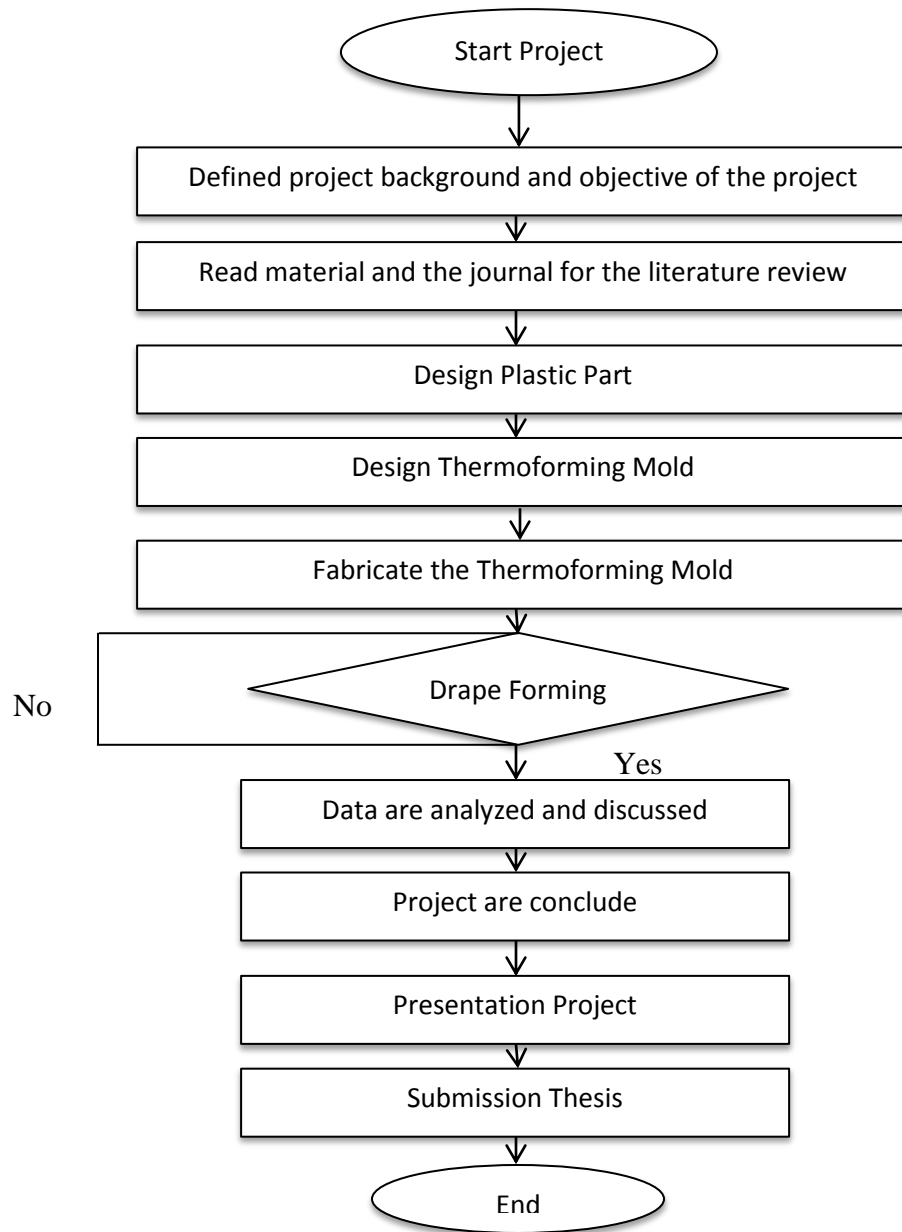 Start Project
Defined project background and objective of the project
Read material and the journal for the literature review
Design Plastic Part
Design Thermoforming Mold
Fabricate the Thermoforming Mold
Drape Forming
No
Yes
Data are analyzed and discussed
Project are conclude
Presentation Project
Submission Thesis
End